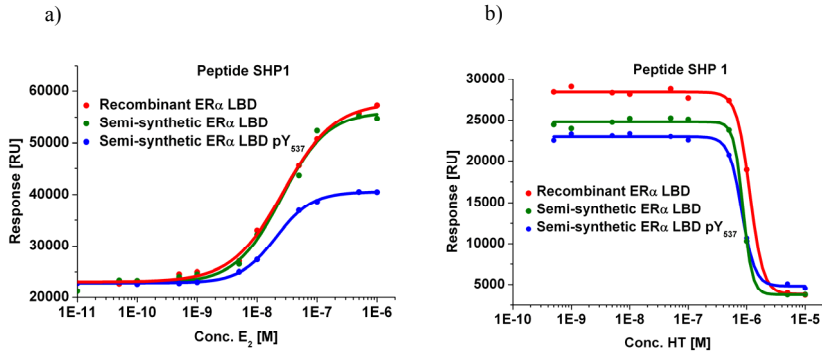 a)
Peptide SHP1
Recombinant ERα LBD
Semi-synthetic ERα LBD
Semi-synthetic ERα LBD pY537
Response [RU]
60000
50000
40000
30000
20000
1E-11 1E-10 1E-9 1E-8 1E-7 1E-6
Conc. E2 [M]
b)
Peptide SHP 1
Recombinant ERα LBD
Semi-synthetic ERα LBD
Semi-synthetic ERα LBD pY537
Response [RU]
30000
25000
20000
15000
10000
5000
1E-10 1E-9 1E-8 1E-7 1E-6 1E-5
Conc. HT [M]